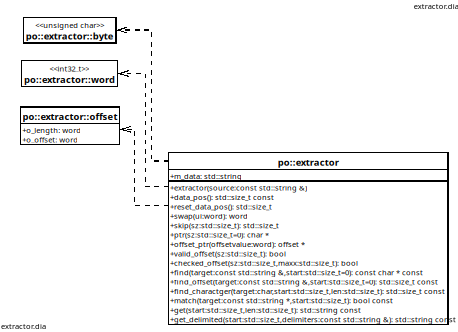 extractor.dia
<<unsigned char>>
po::extractor::byte
<<int32_t>>
po::extractor::word
po::extractor::offset
+o_length: word
+o_offset: word
po::extractor
+m_data: std::string
+extractor(source:const std::string &)
+data_pos(): std::size_t const
+reset_data_pos(): std::size_t
+swap(ui:word): word
+skip(sz:std::size_t): std::size_t
+ptr(sz:std::size_t=0): char *
+offset_ptr(offsetvalue:word): offset *
+valid_offset(sz:std::size_t): bool
+checked_offset(sz:std::size_t,maxx:std::size_t): bool
+find(target:const std::string &,start:std::size_t=0): const char * const
+find_offset(target:const std::string &,start:std::size_t=0): std::size_t const
+find_charactger(target:char,start:std::size_t,len:std::size_t): std::size_t const
+match(target:const std::string *,start:std::size_t): bool const
+get(start:std::size_t,len:std::size_t): std::string const
+get_delimited(start:std::size_t,delimiters:const std::string &): std::string const
extractor.dia